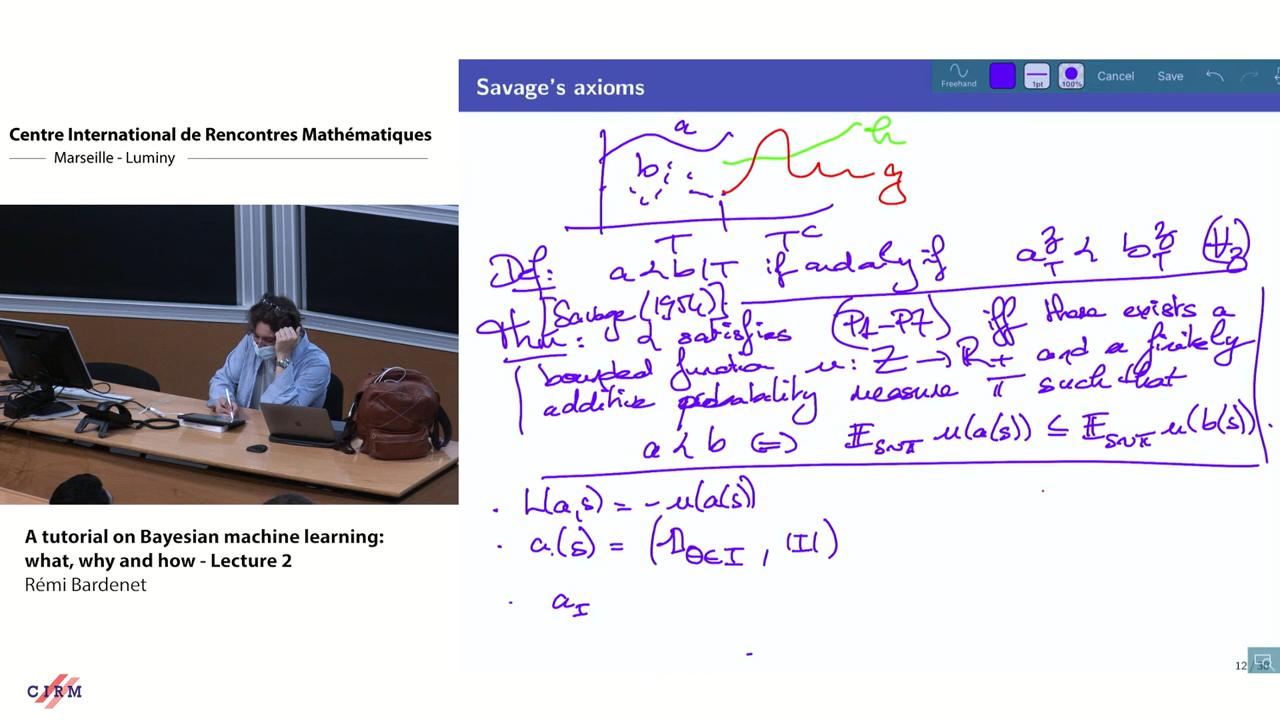 Centre International de Rencontres Mathématiques
Marseille - Luminy
A tutorial on Bayesian machine learning:
what, why and how - Lecture 2
Rémi Bardenet
CIRM
Savage's axioms
Freehand
1pt
100%
Cancel
Save
a
h
b
g
T T^C
Def: a ≺ b | T if and only if a_T^z ≺ b_T^z (∀z)
Thm [Savage (1954)]: ≺ satisfies (P1-P7) iff there exists a
bounded function u: Z → R+ and a finitely
additive probability measure π such that
a ≺ b ⇔ 𝔼_{s∼π} u(a(s)) ≤ 𝔼_{s∼π} u(b(s)).
· L(a,s) = -u(a(s))
· a(s) = (𝟙_{θ∈I}, |I|)
· a_I
12 /